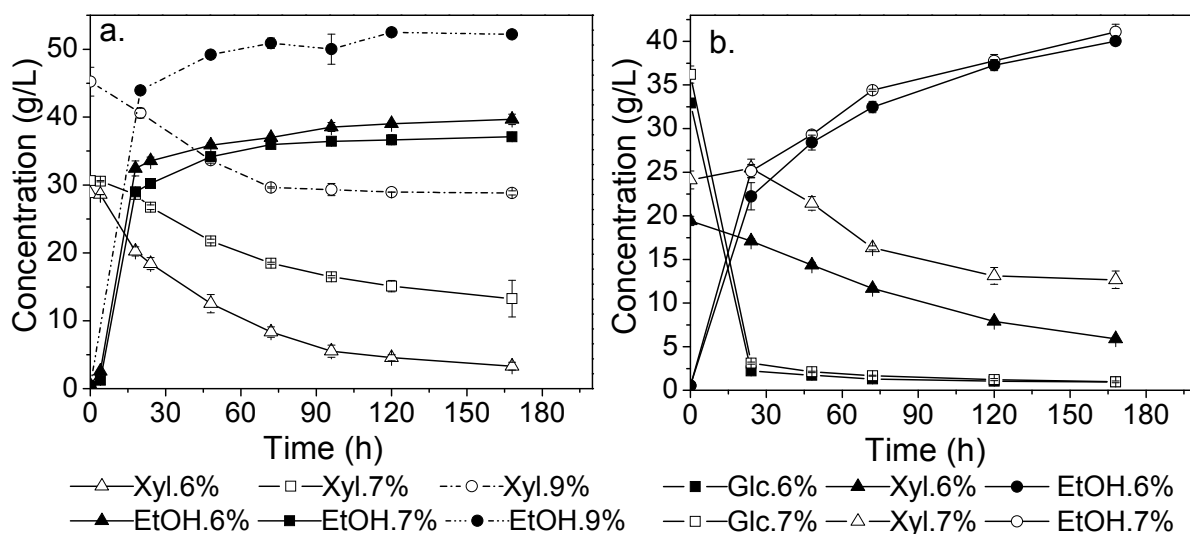 a.
Concentration (g/L)
50
40
30
20
10
0
0 30 60 90 120 150 180
Time (h)
Xyl.6% Xyl.7% Xyl.9%
EtOH.6% EtOH.7% EtOH.9%
b.
Concentration (g/L)
40
35
30
25
20
15
10
5
0
0 30 60 90 120 150 180
Time (h)
Glc.6% Xyl.6% EtOH.6%
Glc.7% Xyl.7% EtOH.7%